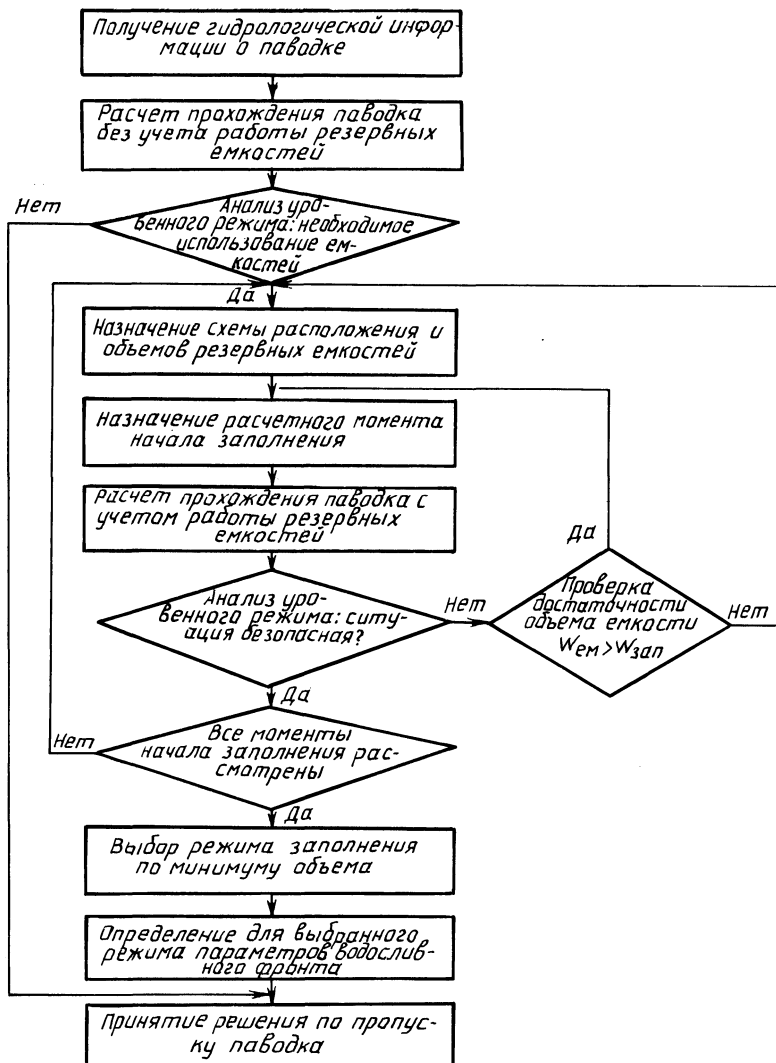 Получение гидрологической инфор-
мации о паводке
Расчет прохождения паводка
без учета работы резервных
емкостей
Нет
Анализ уро-
венного режима: необходимое
использование ем-
костей
Да
Назначение схемы расположения и
объемов резервных емкостей
Назначение расчетного момента
начала заполнения
Расчет прохождения паводка с
учетом работы резервных
емкостей
Да
Анализ уро-
венного режима: ситу-
ация безопасная?
Нет
Проверка
достаточности
объема емкости
Wем > Wзап
Нет
Да
Нет
Все моменты
начала заполнения рас-
смотрены
Да
Выбор режима заполнения
по минимуму объема
Определение для выбранного
режима параметров водослив-
ного фронта
Принятие решения по пропус-
ку паводка